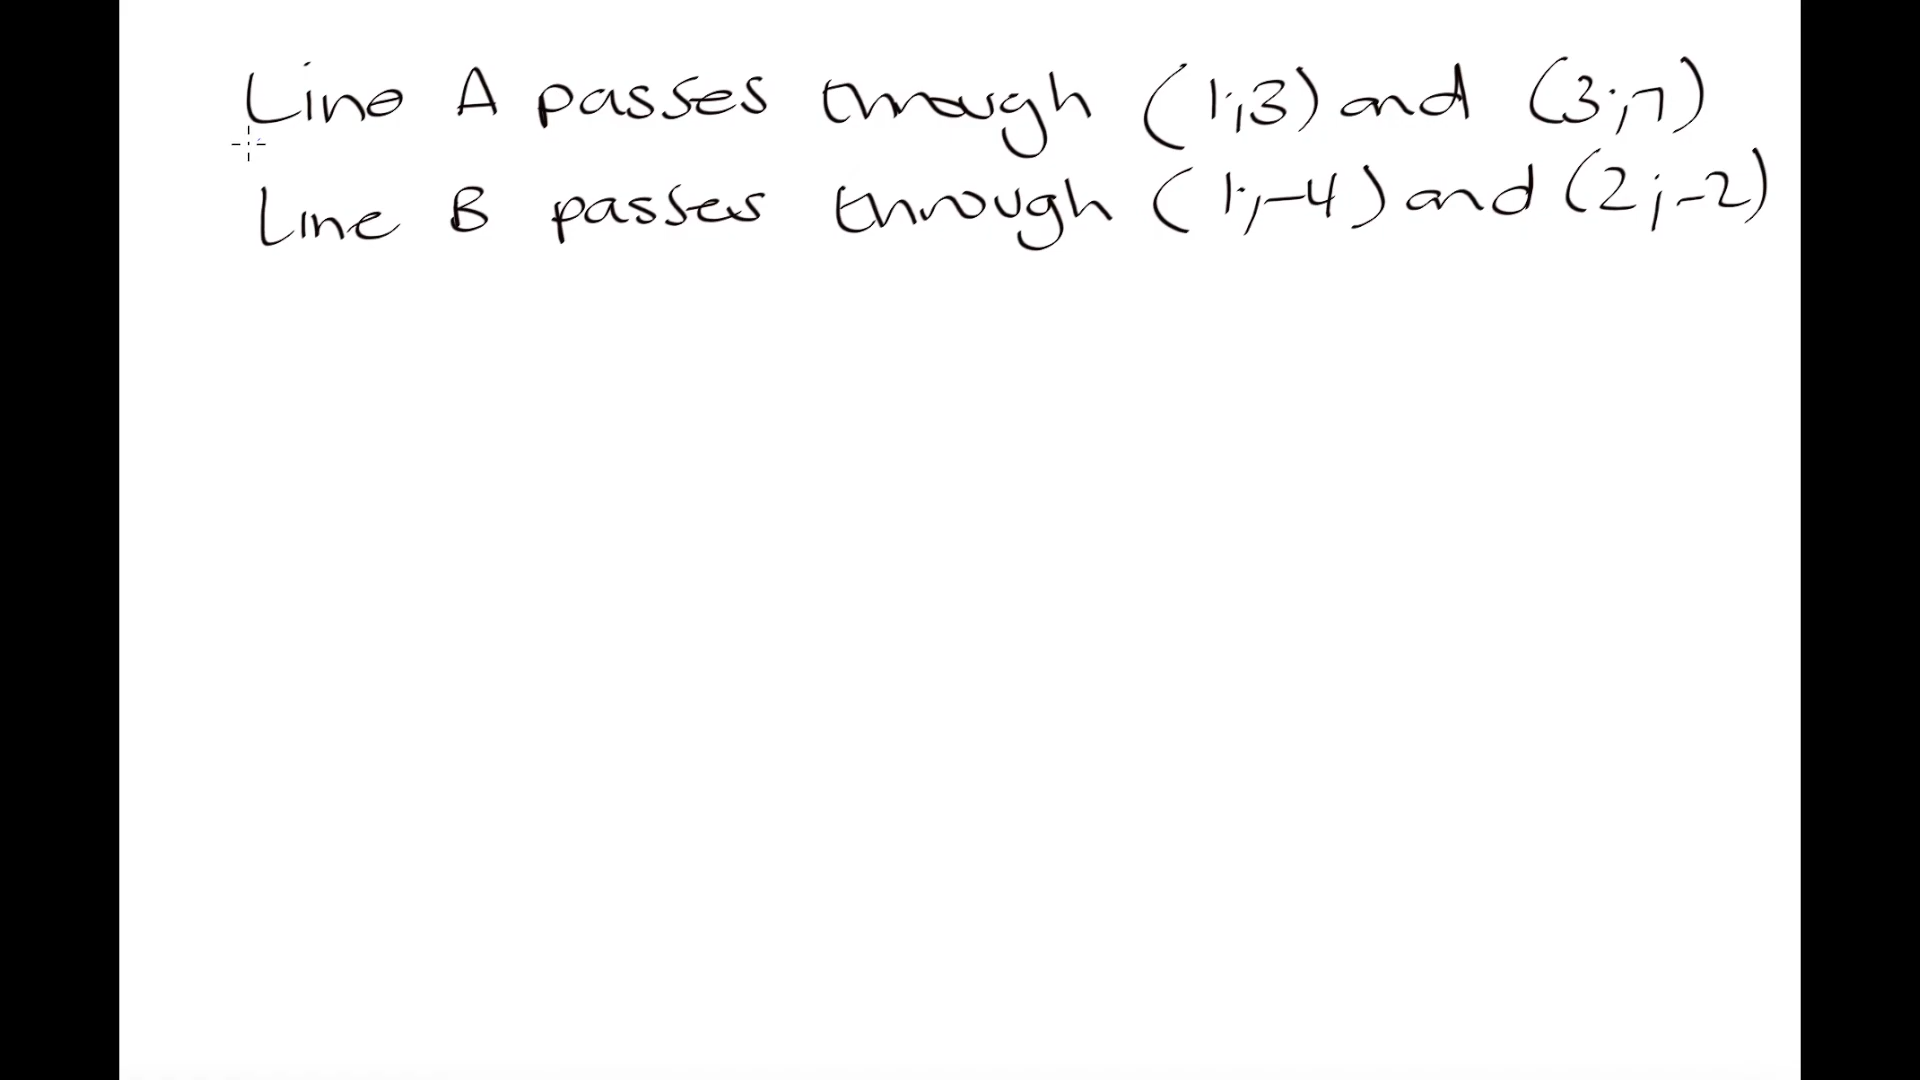 Line A passes through (1;3) and (3;7)
Line B passes through (1;-4) and (2;-2)